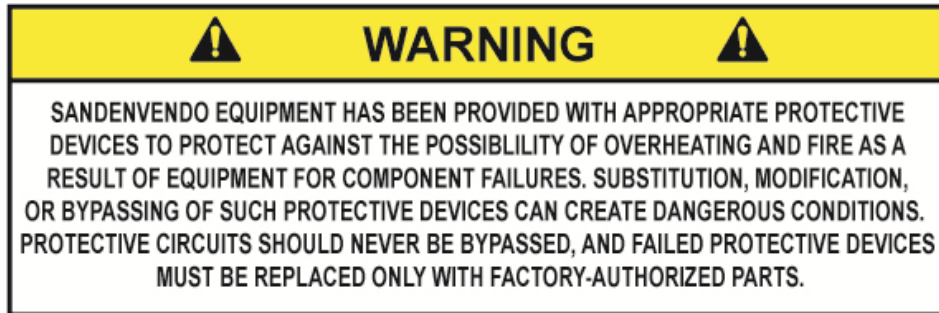 WARNING
SANDENVENDO EQUIPMENT HAS BEEN PROVIDED WITH APPROPRIATE PROTECTIVE
DEVICES TO PROTECT AGAINST THE POSSIBLILITY OF OVERHEATING AND FIRE AS A
RESULT OF EQUIPMENT FOR COMPONENT FAILURES. SUBSTITUTION, MODIFICATION,
OR BYPASSING OF SUCH PROTECTIVE DEVICES CAN CREATE DANGEROUS CONDITIONS.
PROTECTIVE CIRCUITS SHOULD NEVER BE BYPASSED, AND FAILED PROTECTIVE DEVICES
MUST BE REPLACED ONLY WITH FACTORY-AUTHORIZED PARTS.